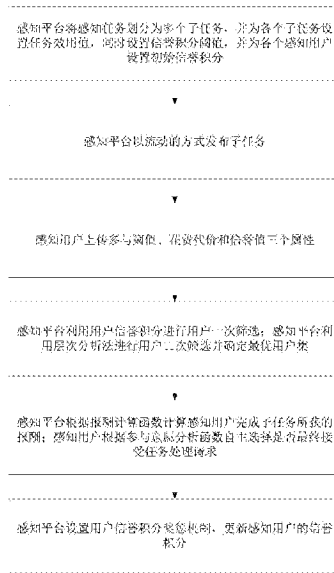 感知平台将感知任务划分为多个子任务，并为各个子任务设
置任务效用值，同时设置信誉积分阈值，并为各个感知用户
设置初始信誉积分
感知平台以流动的方式发布子任务
感知用户上传参与周期、花费代价和信誉值三个属性
感知平台利用用户信誉积分进行用户一次筛选；感知平台利
用层次分析法进行用户二次筛选并确定最优用户集
感知平台根据报酬计算函数计算感知用户完成子任务所获的
报酬；感知用户根据参与意愿分析函数自主选择是否最终接
受任务处理请求
感知平台设置用户信誉积分奖惩机制，更新感知用户的信誉
积分